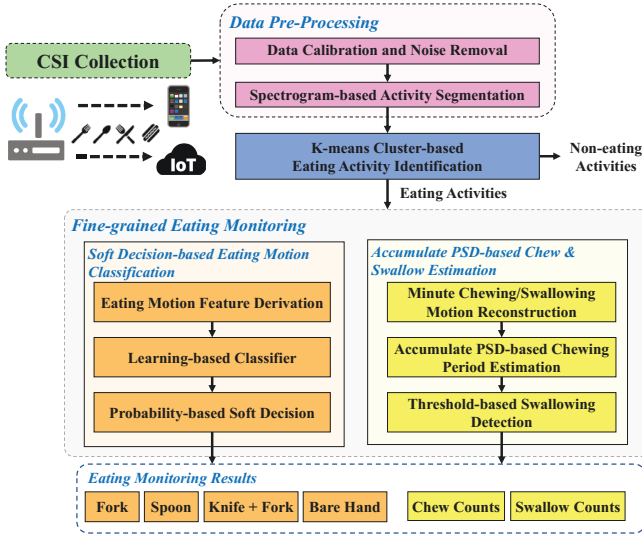 Data Pre-Processing
CSI Collection
Data Calibration and Noise Removal
Spectrogram-based Activity Segmentation
IoT
K-means Cluster-based
Eating Activity Identification
Non-eating
Activities
Eating Activities
Fine-grained Eating Monitoring
Soft Decision-based Eating Motion
Classification
Eating Motion Feature Derivation
Learning-based Classifier
Probability-based Soft Decision
Accumulate PSD-based Chew &
Swallow Estimation
Minute Chewing/Swallowing
Motion Reconstruction
Accumulate PSD-based Chewing
Period Estimation
Threshold-based Swallowing
Detection
Eating Monitoring Results
Fork
Spoon
Knife + Fork
Bare Hand
Chew Counts
Swallow Counts